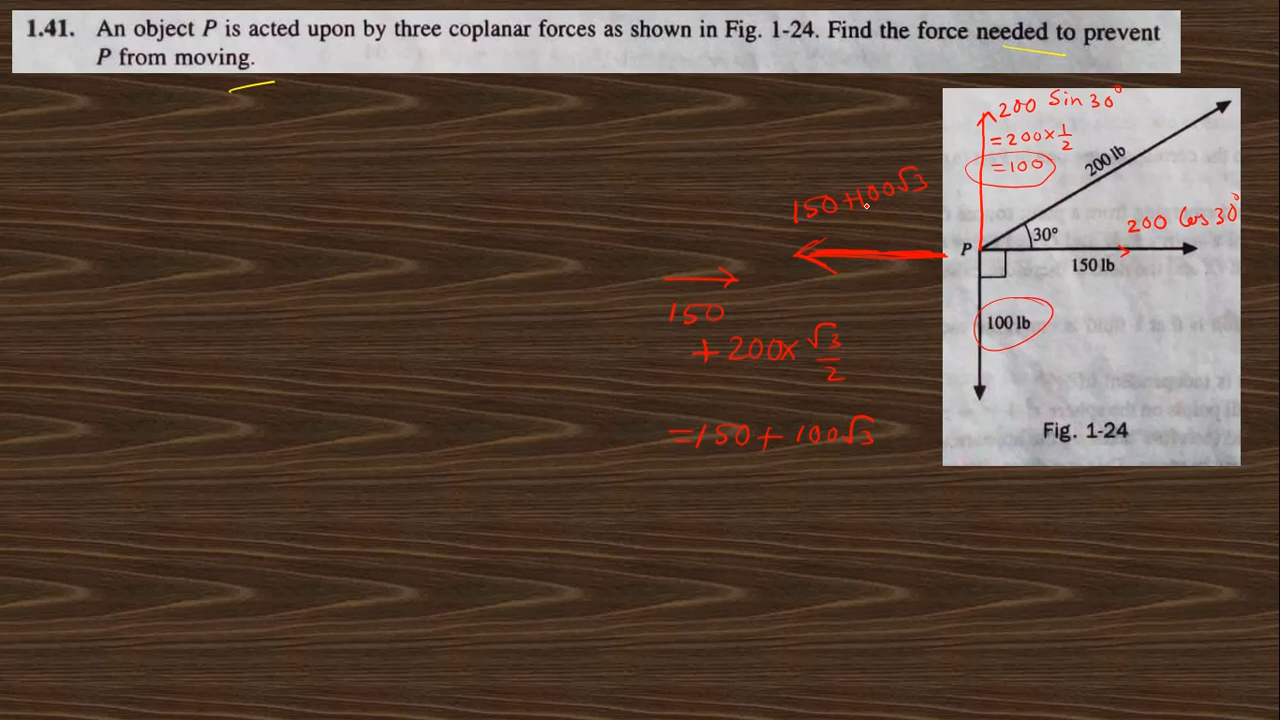 1.41. An object P is acted upon by three coplanar forces as shown in Fig. 1-24. Find the force needed to prevent
P from moving.
200 Sin 30°
= 200 × 1/2
= 100
200 lb
150 + 100√3
200 Cos 30°
30°
P
150 lb
150
+ 200 × √3/2
100 lb
= 150 + 100√3
Fig. 1-24